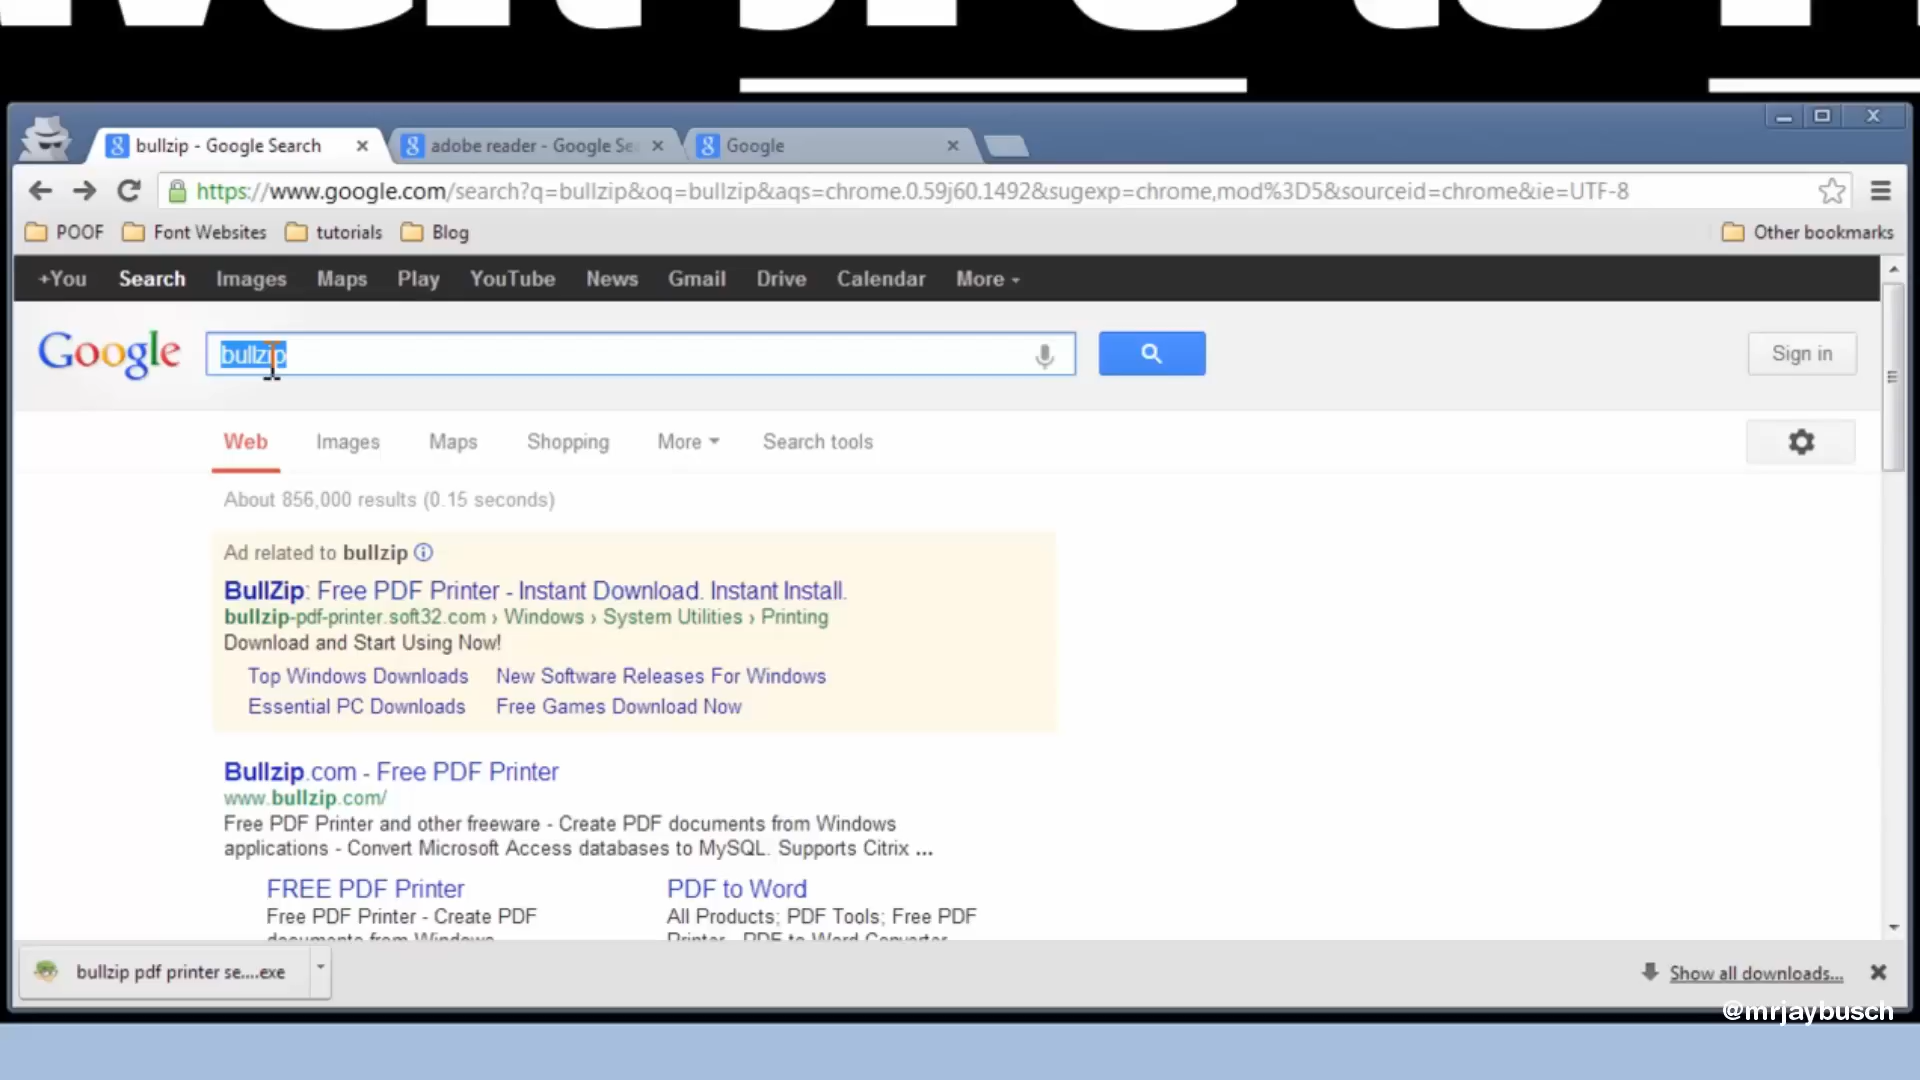 bullzip - Google Search
adobe reader - Google Se
Google
https://www.google.com/search?q=bullzip&oq=bullzip&aqs=chrome.0.59j60.1492&sugexp=chrome,mod%3D5&sourceid=chrome&ie=UTF-8
POOF Font Websites tutorials Blog Other bookmarks
+You Search Images Maps Play YouTube News Gmail Drive Calendar More
Google bullzip Sign in
Web Images Maps Shopping More Search tools
About 856,000 results (0.15 seconds)
Ad related to bullzip
BullZip: Free PDF Printer - Instant Download. Instant Install.
bullzip-pdf-printer.soft32.com › Windows › System Utilities › Printing
Download and Start Using Now!
Top Windows Downloads New Software Releases For Windows
Essential PC Downloads Free Games Download Now
Bullzip.com - Free PDF Printer
www.bullzip.com/
Free PDF Printer and other freeware - Create PDF documents from Windows
applications - Convert Microsoft Access databases to MySQL. Supports Citrix ...
FREE PDF Printer PDF to Word
Free PDF Printer - Create PDF All Products; PDF Tools; Free PDF
documents from Windows Printer - PDF to Word Converter
bullzip pdf printer se....exe Show all downloads...
@mrjaybusch